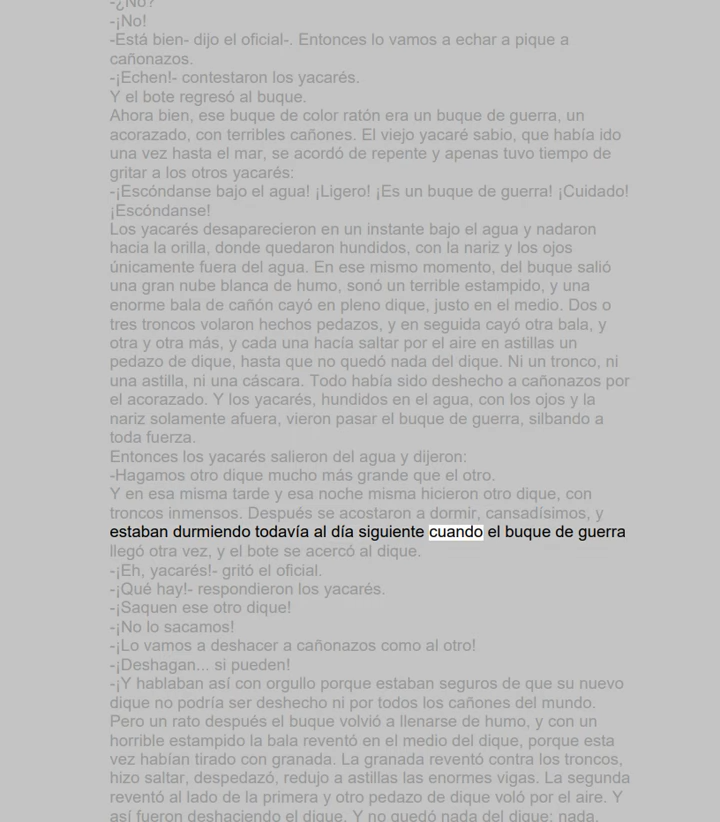 -¿No?
-¡No!
-Está bien- dijo el oficial-. Entonces lo vamos a echar a pique a
cañonazos.
-¡Echen!- contestaron los yacarés.
Y el bote regresó al buque.
Ahora bien, ese buque de color ratón era un buque de guerra, un
acorazado, con terribles cañones. El viejo yacaré sabio, que había ido
una vez hasta el mar, se acordó de repente y apenas tuvo tiempo de
gritar a los otros yacarés:
-¡Escóndanse bajo el agua! ¡Ligero! ¡Es un buque de guerra! ¡Cuidado!
¡Escóndanse!
Los yacarés desaparecieron en un instante bajo el agua y nadaron
hacia la orilla, donde quedaron hundidos, con la nariz y los ojos
únicamente fuera del agua. En ese mismo momento, del buque salió
una gran nube blanca de humo, sonó un terrible estampido, y una
enorme bala de cañón cayó en pleno dique, justo en el medio. Dos o
tres troncos volaron hechos pedazos, y en seguida cayó otra bala, y
otra y otra más, y cada una hacía saltar por el aire en astillas un
pedazo de dique, hasta que no quedó nada del dique. Ni un tronco, ni
una astilla, ni una cáscara. Todo había sido deshecho a cañonazos por
el acorazado. Y los yacarés, hundidos en el agua, con los ojos y la
nariz solamente afuera, vieron pasar el buque de guerra, silbando a
toda fuerza.
Entonces los yacarés salieron del agua y dijeron:
-Hagamos otro dique mucho más grande que el otro.
Y en esa misma tarde y esa noche misma hicieron otro dique, con
troncos inmensos. Después se acostaron a dormir, cansadísimos, y
estaban durmiendo todavía al día siguiente cuando el buque de guerra
llegó otra vez, y el bote se acercó al dique.
-¡Eh, yacarés!- gritó el oficial.
-¡Qué hay!- respondieron los yacarés.
-¡Saquen ese otro dique!
-¡No lo sacamos!
-¡Lo vamos a deshacer a cañonazos como al otro!
-¡Deshagan... si pueden!
-¡Y hablaban así con orgullo porque estaban seguros de que su nuevo
dique no podría ser deshecho ni por todos los cañones del mundo.
Pero un rato después el buque volvió a llenarse de humo, y con un
horrible estampido la bala reventó en el medio del dique, porque esta
vez habían tirado con granada. La granada reventó contra los troncos,
hizo saltar, despedazó, redujo a astillas las enormes vigas. La segunda
reventó al lado de la primera y otro pedazo de dique voló por el aire. Y
así fueron deshaciendo el dique. Y no quedó nada del dique; nada,